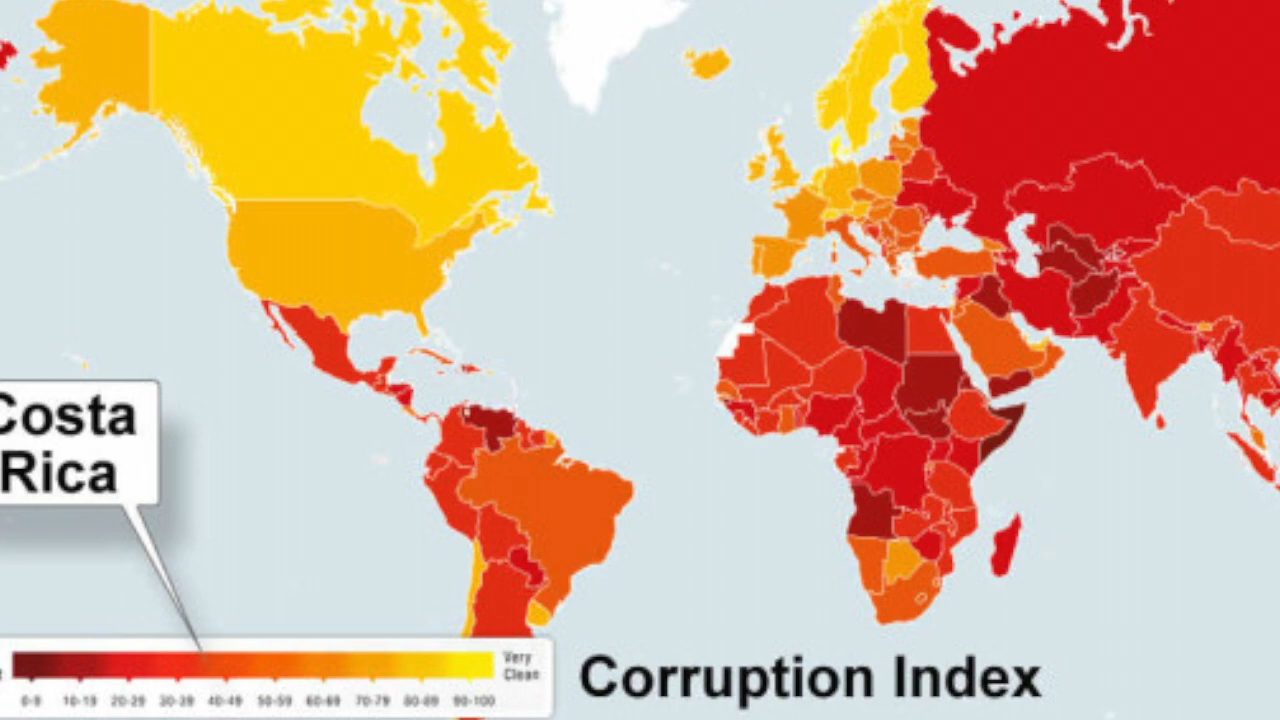 Costa
Rica
Very
Clean
0-9 10-19 20-29 30-39 40-49 50-59 60-69 70-79 80-89 90-100
Corruption Index